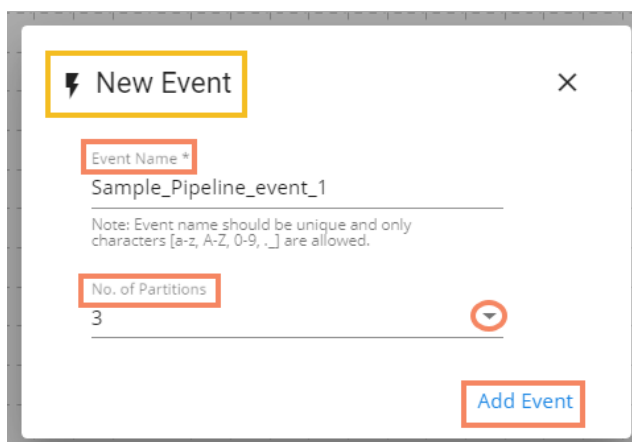 New Event
Event Name *
Sample_Pipeline_event_1
Note: Event name should be unique and only
characters [a-z, A-Z, 0-9, ._] are allowed.
No. of Partitions
3
Add Event